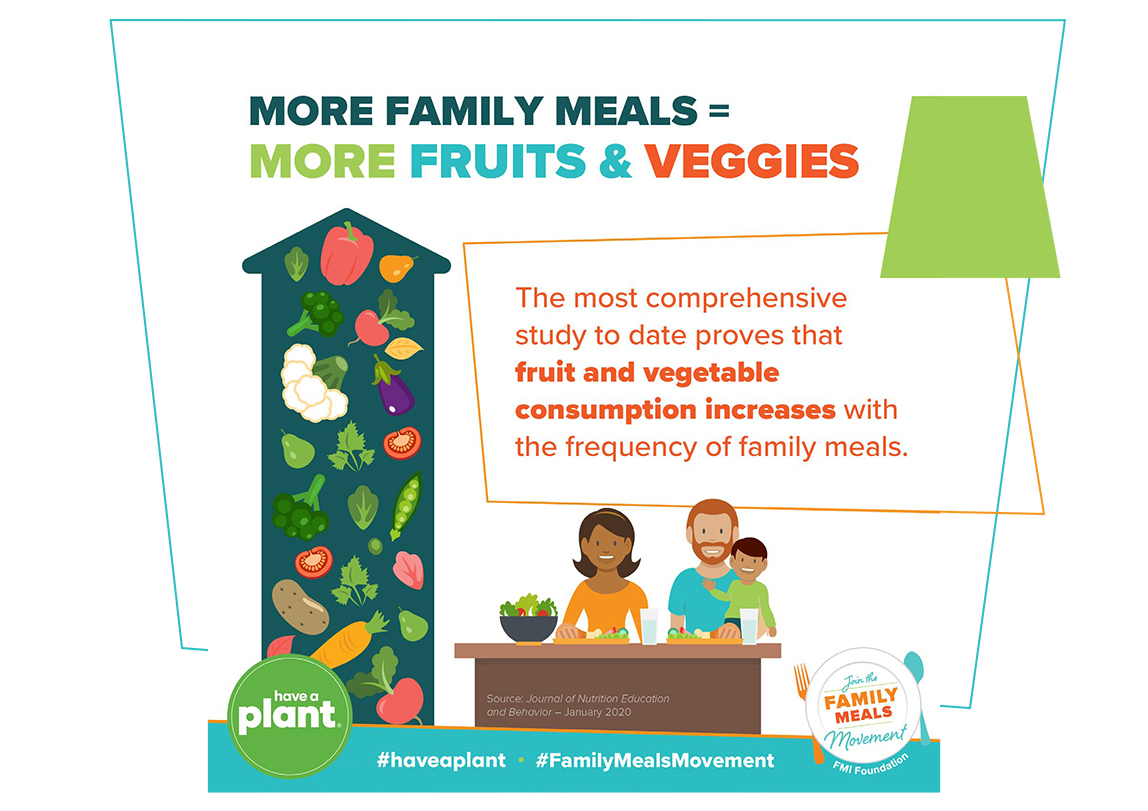 MORE FAMILY MEALS =
MORE FRUITS & VEGGIES
The most comprehensive
study to date proves that
fruit and vegetable
consumption increases with
the frequency of family meals.
Source: Journal of Nutrition Education
and Behavior – January 2020
have a
plant®
#haveaplant • #FamilyMealsMovement
Join the
FAMILY
MEALS
Movement
FMI Foundation